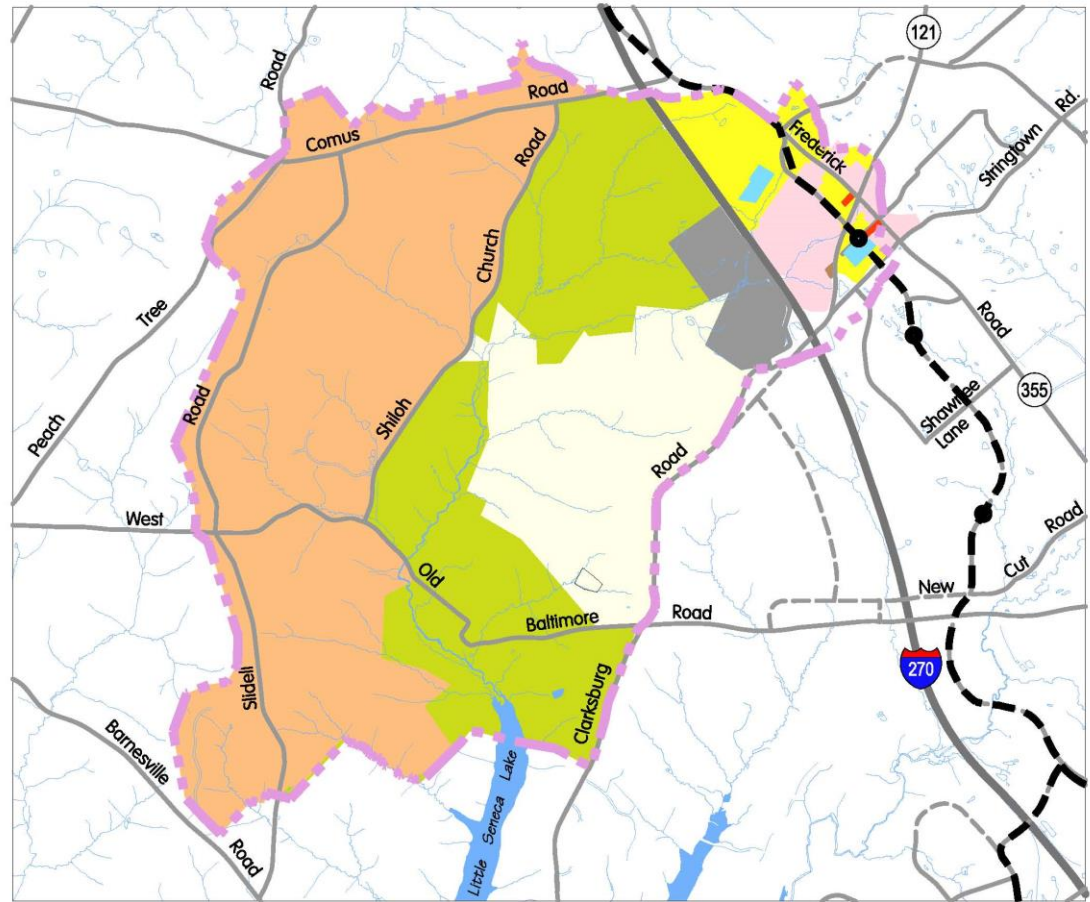 121
Road
Rd.
Road
Comus
Frederick
Stringtown
Road
Church
Tree
Road
Road
Shiloh
355
Shawnee
Lane
Peach
Road
West
Road
Old
Cut
New
Baltimore
Road
270
Slidell
Clarksburg
Barnesville
Little Seneca Lake
Road